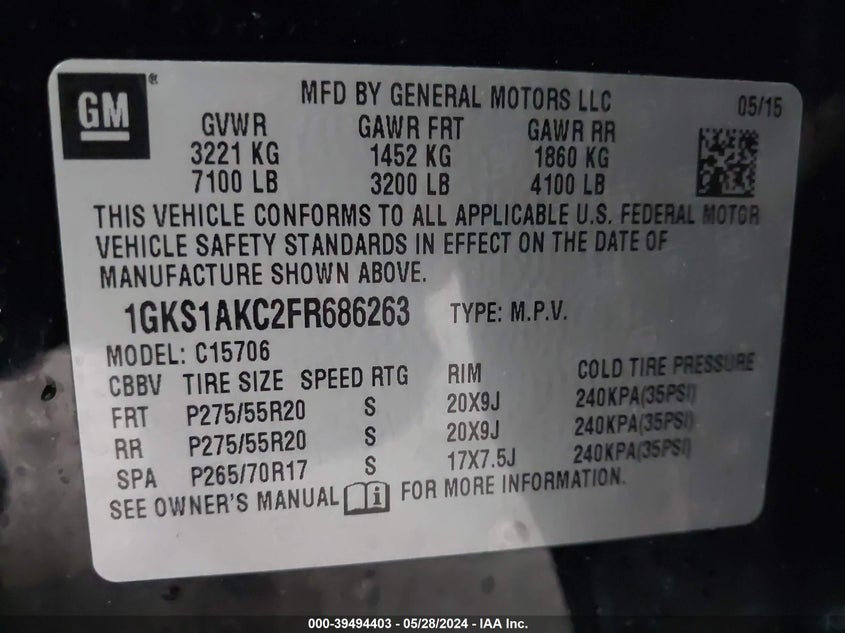 GM ®
MFD BY GENERAL MOTORS LLC 05/15
GVWR GAWR FRT GAWR RR
3221 KG 1452 KG 1860 KG
7100 LB 3200 LB 4100 LB
THIS VEHICLE CONFORMS TO ALL APPLICABLE U.S. FEDERAL MOTOR
VEHICLE SAFETY STANDARDS IN EFFECT ON THE DATE OF
MANUFACTURE SHOWN ABOVE.
1GKS1AKC2FR686263 TYPE: M.P.V.
MODEL: C15706
CBBV TIRE SIZE SPEED RTG RIM COLD TIRE PRESSURE
FRT P275/55R20 S 20X9J 240KPA(35PSI)
RR P275/55R20 S 20X9J 240KPA(35PSI)
SPA P265/70R17 S 17X7.5J 240KPA(35PSI)
SEE OWNER'S MANUAL i FOR MORE INFORMATION.
000-39494403 - 05/28/2024 - IAA Inc.